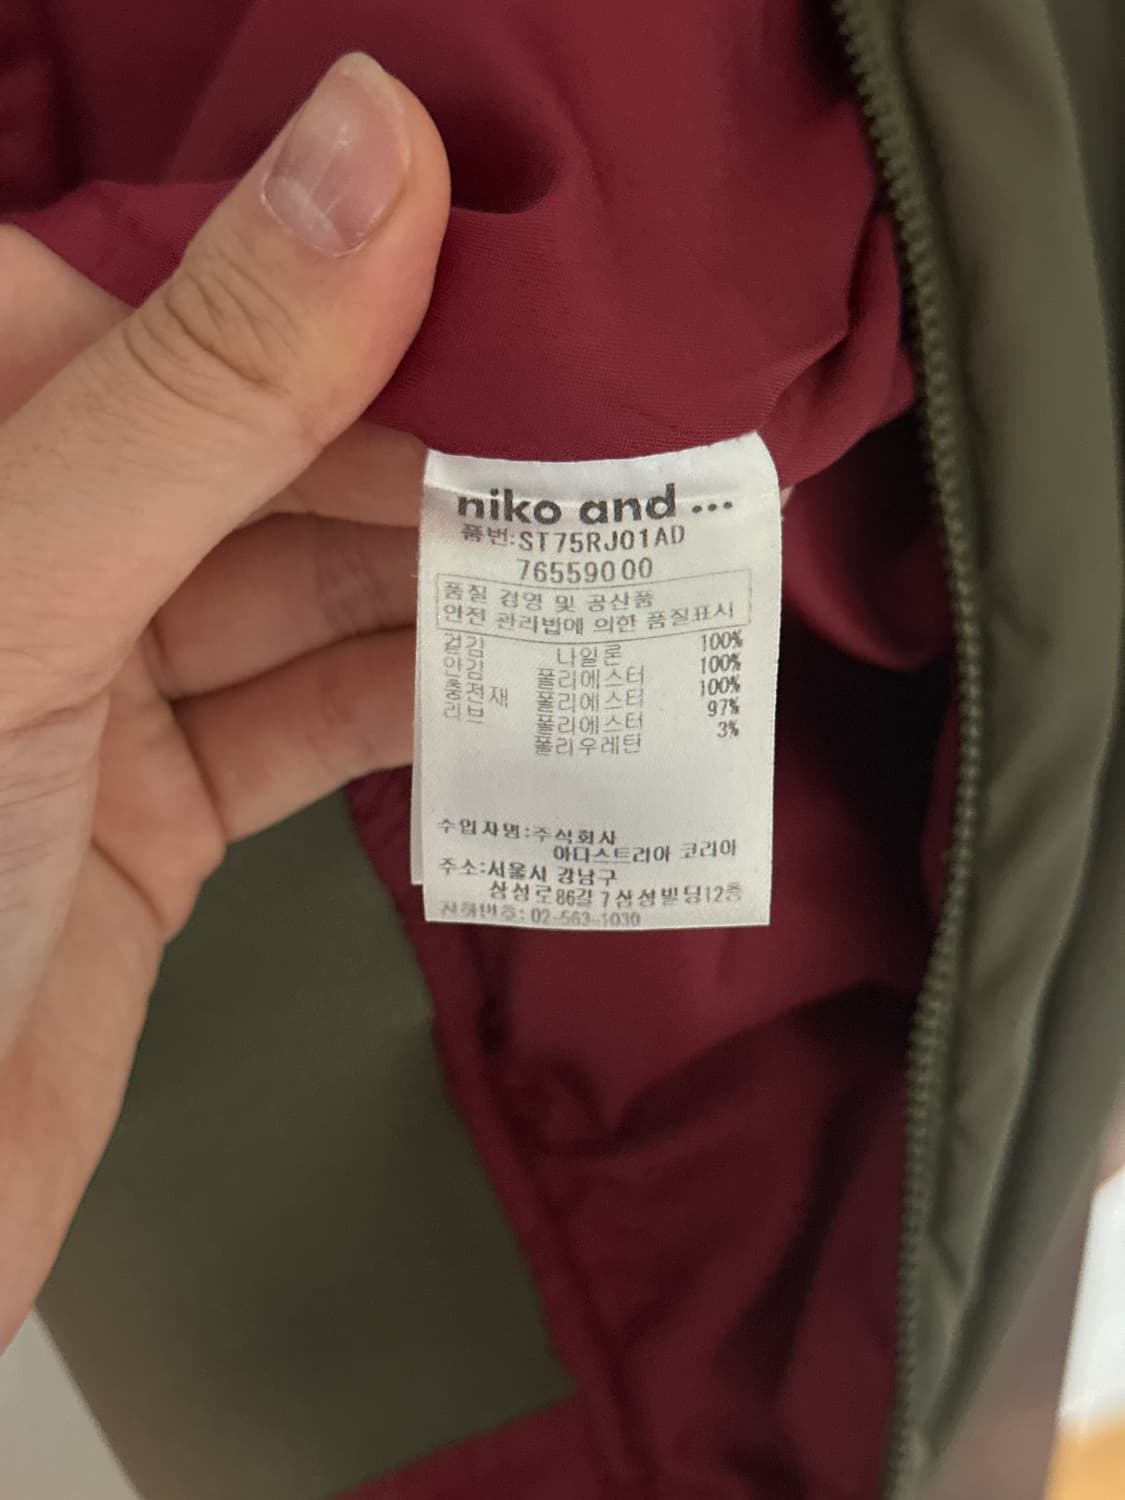 niko and ...
품번:ST75RJ01AD
76559000
품질 경영 및 공산품
안전 관리법에 의한 품질표시
겉감 나일론 100%
안감 폴리에스터 100%
충전재 폴리에스터 100%
리브 폴리에스터 97%
폴리우레탄 3%
수입자명:주식회사
아다스트리아 코리아
주소:서울시 강남구
삼성로86길 7 삼성빌딩12층
전화번호: 02-563-1030